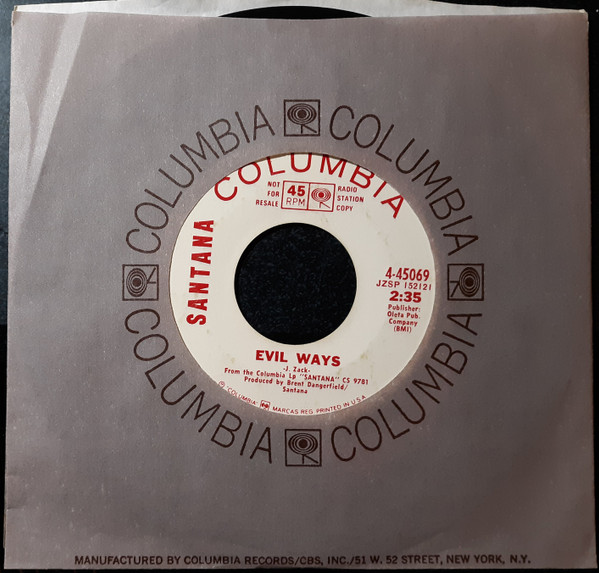 COLUMBIA COLUMBIA
COLUMBIA COLUMBIA
COLUMBIA COLUMBIA
COLUMBIA
NOT FOR RESALE
45 RPM
RADIO STATION COPY
SANTANA
4-45069
JZSP 152121
2:35
Publisher:
Oleta Pub.
Company
(BMI)
EVIL WAYS
-J. Zack-
From the Columbia Lp "SANTANA" CS 9781
Produced by Brent Dangerfield/
Santana
℗ "COLUMBIA" MARCAS REG. PRINTED IN U.S.A.
MANUFACTURED BY COLUMBIA RECORDS/CBS, INC./51 W. 52 STREET, NEW YORK, N.Y.